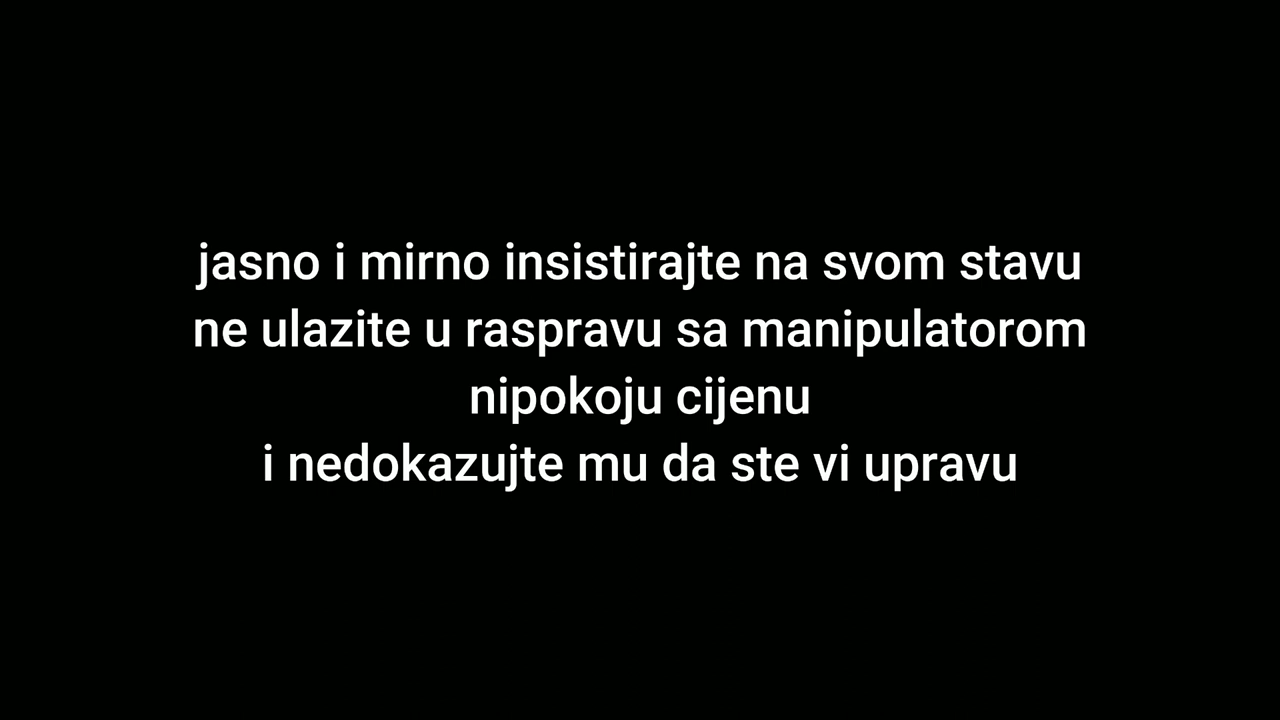 jasno i mirno insistirajte na svom stavu
ne ulazite u raspravu sa manipulatorom
nipokoju cijenu
i nedokazujte mu da ste vi upravu